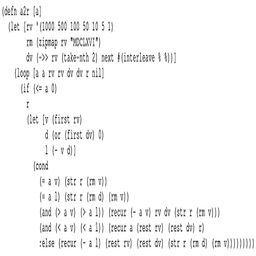 (defn a2r [a]
(let [rv '(1000 500 100 50 10 5 1)
rm (zipmap rv "MDCLXVI")
dv (->> rv (take-nth 2) next #(interleave % %))]
(loop [a a rv rv dv dv r nil]
(if (<= a 0)
r
(let [v (first rv)
d (or (first dv) 0)
l (- v d)]
(cond
(= a v) (str r (rm v))
(= a l) (str r (rm d) (rm v))
(and (> a v) (> a l)) (recur (- a v) rv dv (str r (rm v)))
(and (< a v) (< a l)) (recur a (rest rv) (rest dv) r)
:else (recur (- a l) (rest rv) (rest dv) (str r (rm d) (rm v)))))))))